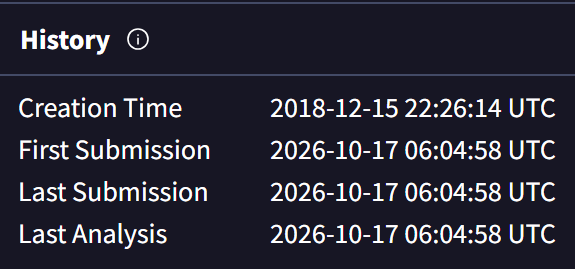 History
Creation Time 2018-12-15 22:26:14 UTC
First Submission 2026-10-17 06:04:58 UTC
Last Submission 2026-10-17 06:04:58 UTC
Last Analysis 2026-10-17 06:04:58 UTC